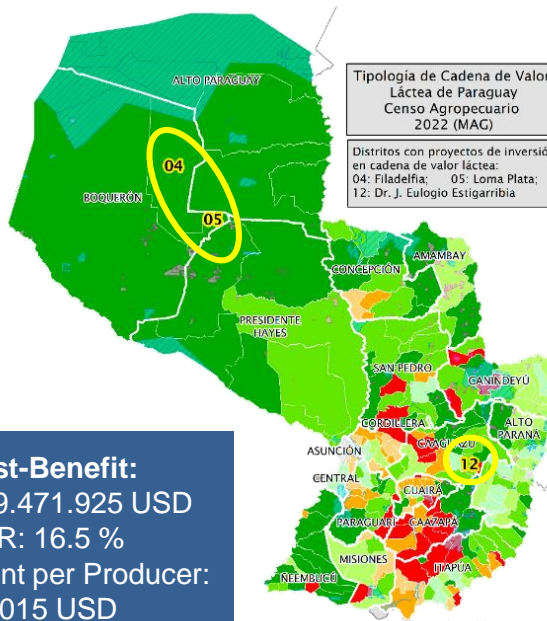 ALTO PARAGUAY
Tipología de Cadena de Valor
Láctea de Paraguay
Censo Agropecuario
2022 (MAG)
Distritos con proyectos de inversió
en cadena de valor láctea:
04: Filadelfia; 05: Loma Plata;
12: Dr. J. Eulogio Estigarribia
04
BOQUERÓN
05
CONCEPCIÓN
AMAMBAY
PRESIDENTE
HAYES
SAN PEDRO
CANINDEYÚ
CORDILLERA
ALTO
PARANÁ
CAAGUAZÚ
ASUNCIÓN
12
CENTRAL
GUAIRÁ
PARAGUARÍ
CAAZAPÁ
MISIONES
ITAPÚA
ÑEEMBUCÚ
st-Benefit:
9.471.925 USD
R: 16.5 %
nt per Producer:
015 USD